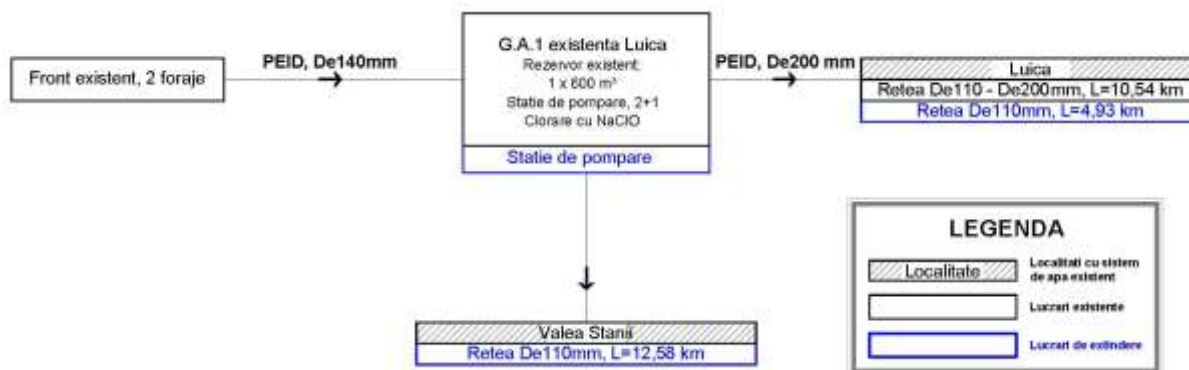 PEID, De140mm
Front existent, 2 foraje
G.A.1 existenta Luica
Rezervor existent:
1 x 600 m³
Statie de pompare, 2+1
Clorare cu NaClO
Statie de pompare
PEID, De200 mm
Luica
Retea De110 - De200mm, L=10,54 km
Retea De110mm, L=4,93 km
Valea Stanii
Retea De110mm, L=12,58 km
LEGENDA
Localitate
Localitati cu sistem
de apa existent
Lucrari existente
Lucrari de extindere